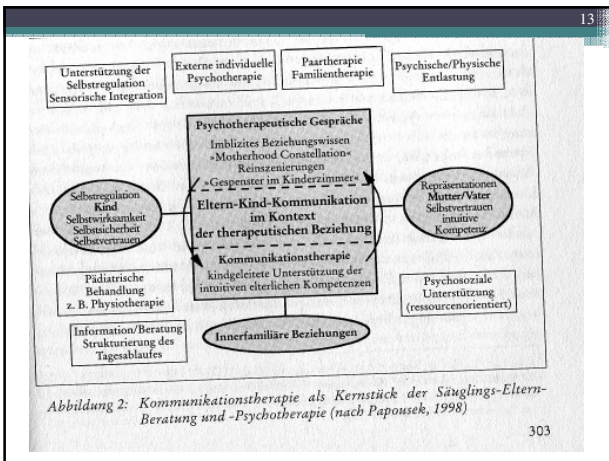 13
Unterstützung der
Selbstregulation
Sensorische Integration
Externe individuelle
Psychotherapie
Paartherapie
Familientherapie
Psychische/Physische
Entlastung
Psychotherapeutische Gespräche
Imblizites Beziehungswissen
»Motherhood Constellation«
Reinszenierungen
»Gespenster im Kinderzimmer«
Selbstregulation
Kind
Selbstwirksamkeit
Selbstsicherheit
Selbstvertrauen
Eltern-Kind-Kommunikation
im Kontext
der therapeutischen Beziehung
Repräsentationen
Mutter/Vater
Selbstvertrauen
intuitive
Kompetenz
Kommunikationstherapie
kindgeleitete Unterstützung der
intuitiven elterlichen Kompetenzen
Pädiatrische
Behandlung
z. B. Physiotherapie
Psychosoziale
Unterstützung
(ressourcenorientiert)
Information/Beratung
Strukturierung des
Tagesablaufes
Innerfamiliäre Beziehungen
Abbildung 2: Kommunikationstherapie als Kernstück der Säuglings-Eltern-
Beratung und -Psychotherapie (nach Papousek, 1998)
303